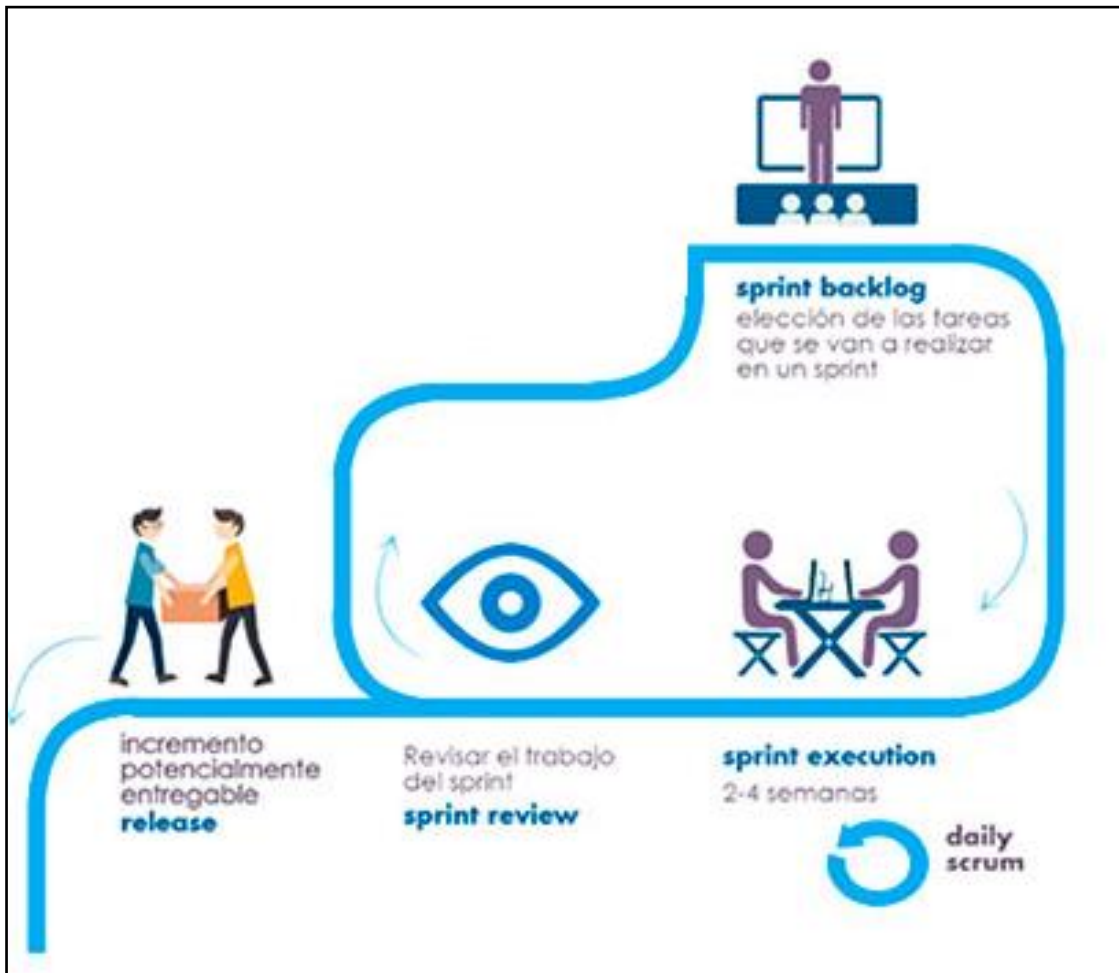 sprint backlog
elección de las tareas
que se van a realizar
en un sprint
incremento
potencialmente
entregable
release
Revisar el trabajo
del sprint
sprint review
sprint execution
2-4 semanas
daily
scrum